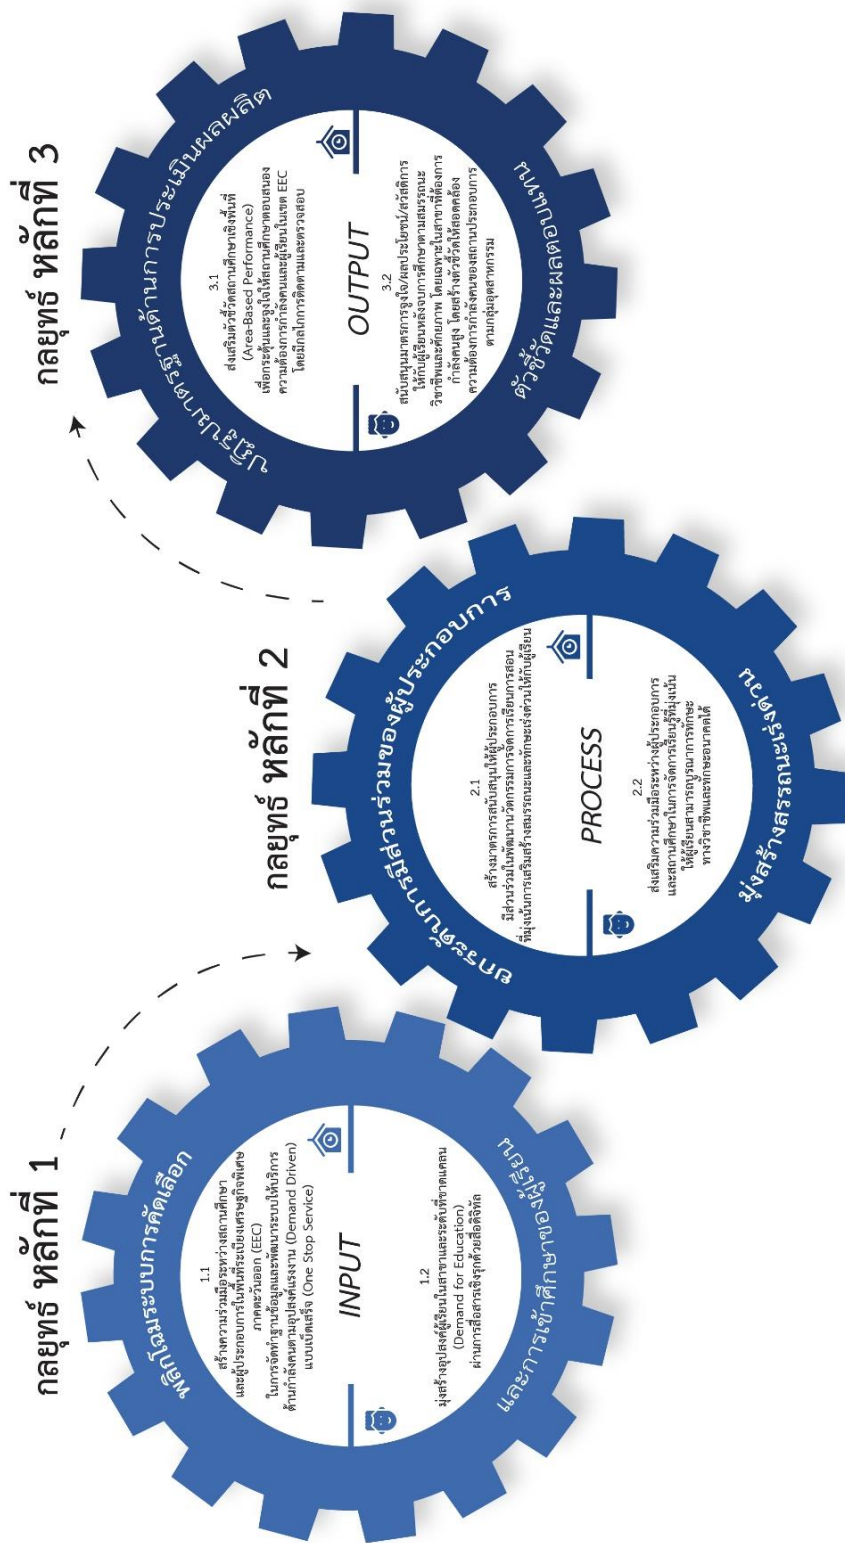 กลยุทธ์ หลักที่ 1
พลิกโฉมระบบการคัดเลือก
1.1
สร้างความร่วมมือระหว่างสถานศึกษา
และผู้ประกอบการในพื้นที่ระเบียงเศรษฐกิจพิเศษ
ภาคตะวันออก (EEC)
ในการจัดทำฐานข้อมูลและพัฒนาระบบให้บริการ
ด้านกำลังคนตามอุปสงค์แรงงาน (Demand Driven)
แบบเบ็ดเสร็จ (One Stop Service)
INPUT
1.2
มุ่งสร้างอุปสงค์ผู้เรียนในสาขาและระดับที่ขาดแคลน
(Demand for Education)
ผ่านการสื่อสารเชิงรุกด้วยสื่อดิจิทัล
และการเข้าศึกษาของผู้เรียน
กลยุทธ์ หลักที่ 2
ยกระดับการมีส่วนร่วมของผู้ประกอบการ
2.1
สร้างมาตรการสนับสนุนให้ผู้ประกอบการ
มีส่วนร่วมในพัฒนานวัตกรรมการจัดการเรียนการสอน
ที่มุ่งเน้นการเสริมสร้างสมรรถนะและทักษะเร่งด่วนให้กับผู้เรียน
PROCESS
2.2
ส่งเสริมความร่วมมือระหว่างผู้ประกอบการ
และสถานศึกษาในการจัดการเรียนรู้ที่มุ่งเน้น
ให้ผู้เรียนสามารถบูรณาการทักษะ
ทางวิชาชีพและทักษะอนาคตได้
มุ่งสร้างสรรถนะเร่งด่วน
กลยุทธ์ หลักที่ 3
ปฏิรูปมาตรฐานด้านการประเมินผลผลิต
3.1
ส่งเสริมตัวชี้วัดสถานศึกษาเชิงพื้นที่
(Area-Based Performance)
เพื่อกระตุ้นและจูงใจให้สถานศึกษาตอบสนอง
ความต้องการกำลังคนและผู้เรียนในเขต EEC
โดยมีกลไกการติดตามและตรวจสอบ
OUTPUT
3.2
สนับสนุนมาตรการจูงใจ/ผลประโยชน์/สวัสดิการ
ให้กับผู้เรียนหลังจบการศึกษาตามสมรรถนะ
วิชาชีพและศักยภาพ โดยเฉพาะในสาขาที่ต้องการ
กำลังคนสูง โดยสร้างตัวชี้วัดให้สอดคล้อง
ความต้องการกำลังคนของสถานประกอบการ
ตามกลุ่มอุตสาหกรรม
ตัวชี้วัดและผลตอบแทน